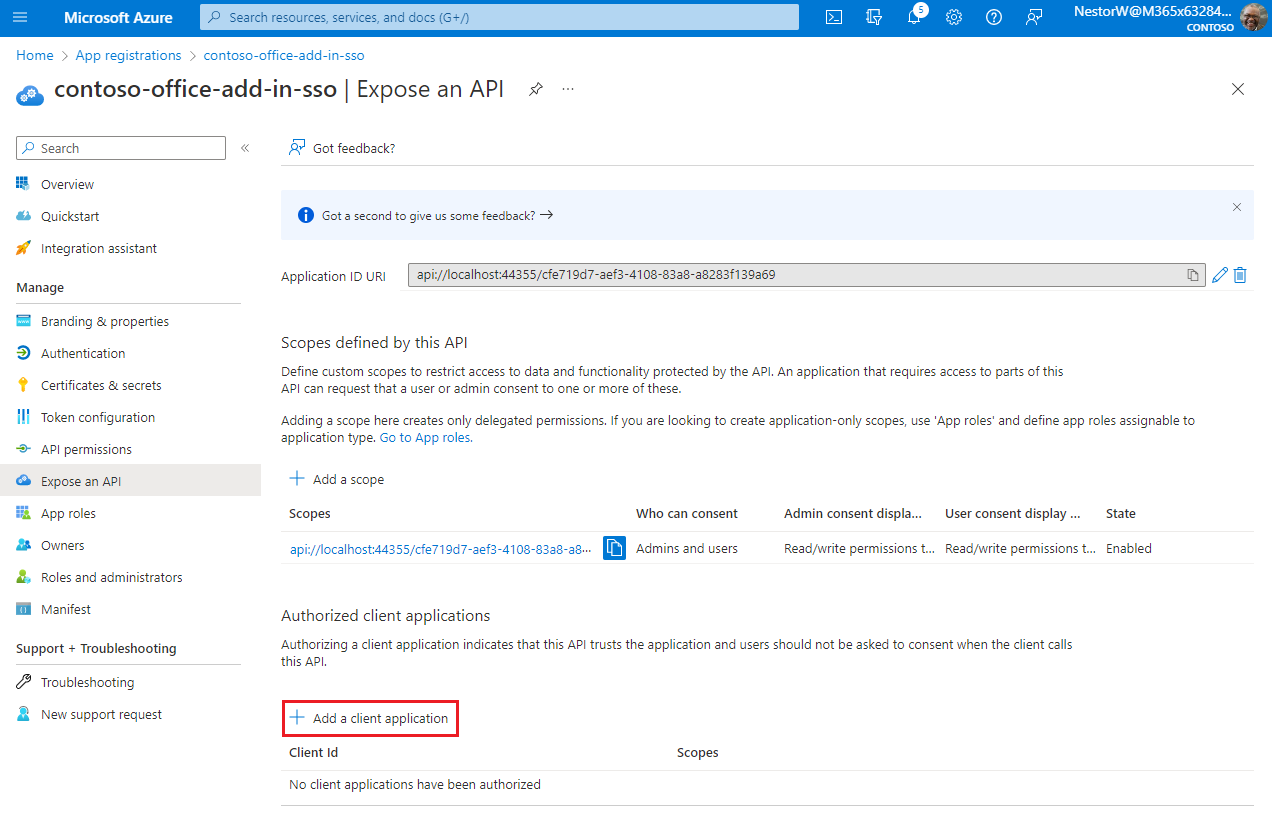 Microsoft Azure
Search resources, services, and docs (G+/)
5
NestorW@M365x63284...
CONTOSO
Home > App registrations > contoso-office-add-in-sso
contoso-office-add-in-sso | Expose an API
...
Search
«
Overview
Quickstart
Integration assistant
Manage
Branding & properties
Authentication
Certificates & secrets
Token configuration
API permissions
Expose an API
App roles
Owners
Roles and administrators
Manifest
Support + Troubleshooting
Troubleshooting
New support request
Got feedback?
Got a second to give us some feedback? →
Application ID URI
api://localhost:44355/cfe719d7-aef3-4108-83a8-a8283f139a69
Scopes defined by this API
Define custom scopes to restrict access to data and functionality protected by the API. An application that requires access to parts of this
API can request that a user or admin consent to one or more of these.
Adding a scope here creates only delegated permissions. If you are looking to create application-only scopes, use 'App roles' and define app roles assignable to
application type. Go to App roles.
Add a scope
Scopes Who can consent Admin consent displa... User consent display ... State
api://localhost:44355/cfe719d7-aef3-4108-83a8-a8... Admins and users Read/write permissions t... Read/write permissions t... Enabled
Authorized client applications
Authorizing a client application indicates that this API trusts the application and users should not be asked to consent when the client calls
this API.
Add a client application
Client Id Scopes
No client applications have been authorized